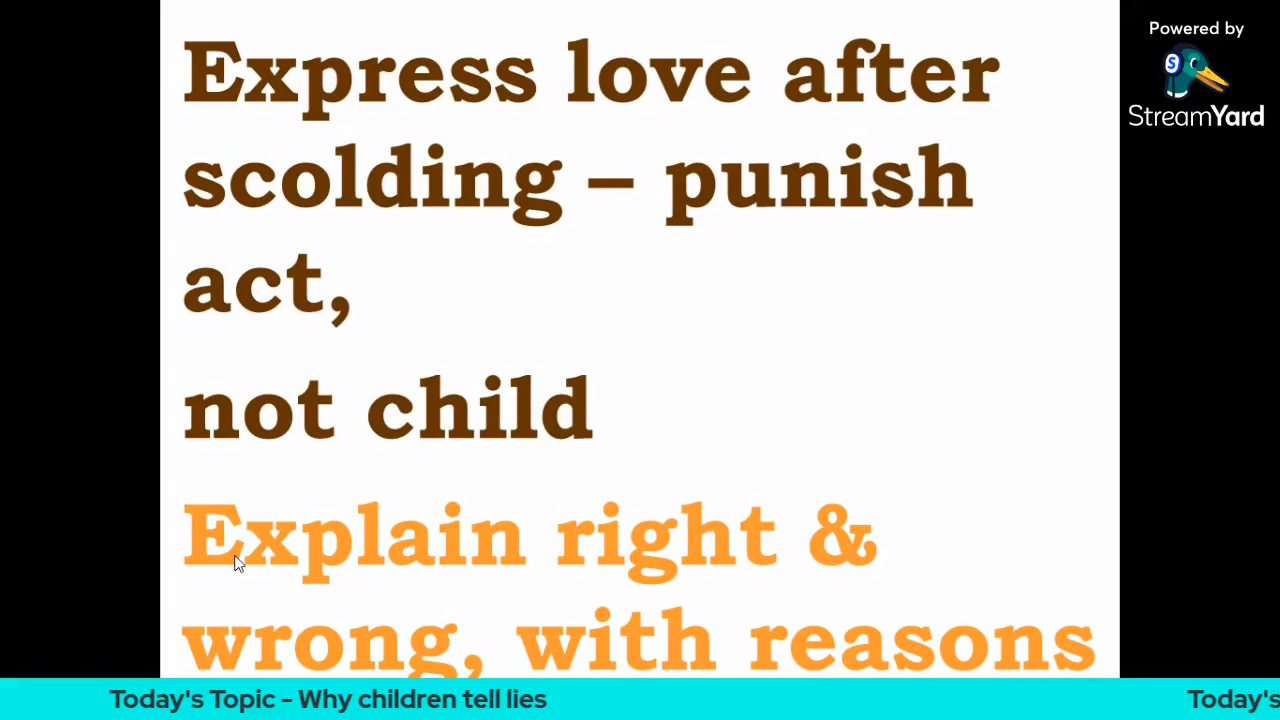 Express love after
scolding – punish
act,
not child
Explain right &
wrong, with reasons
Powered by
StreamYard
Today's Topic - Why children tell lies
Today's